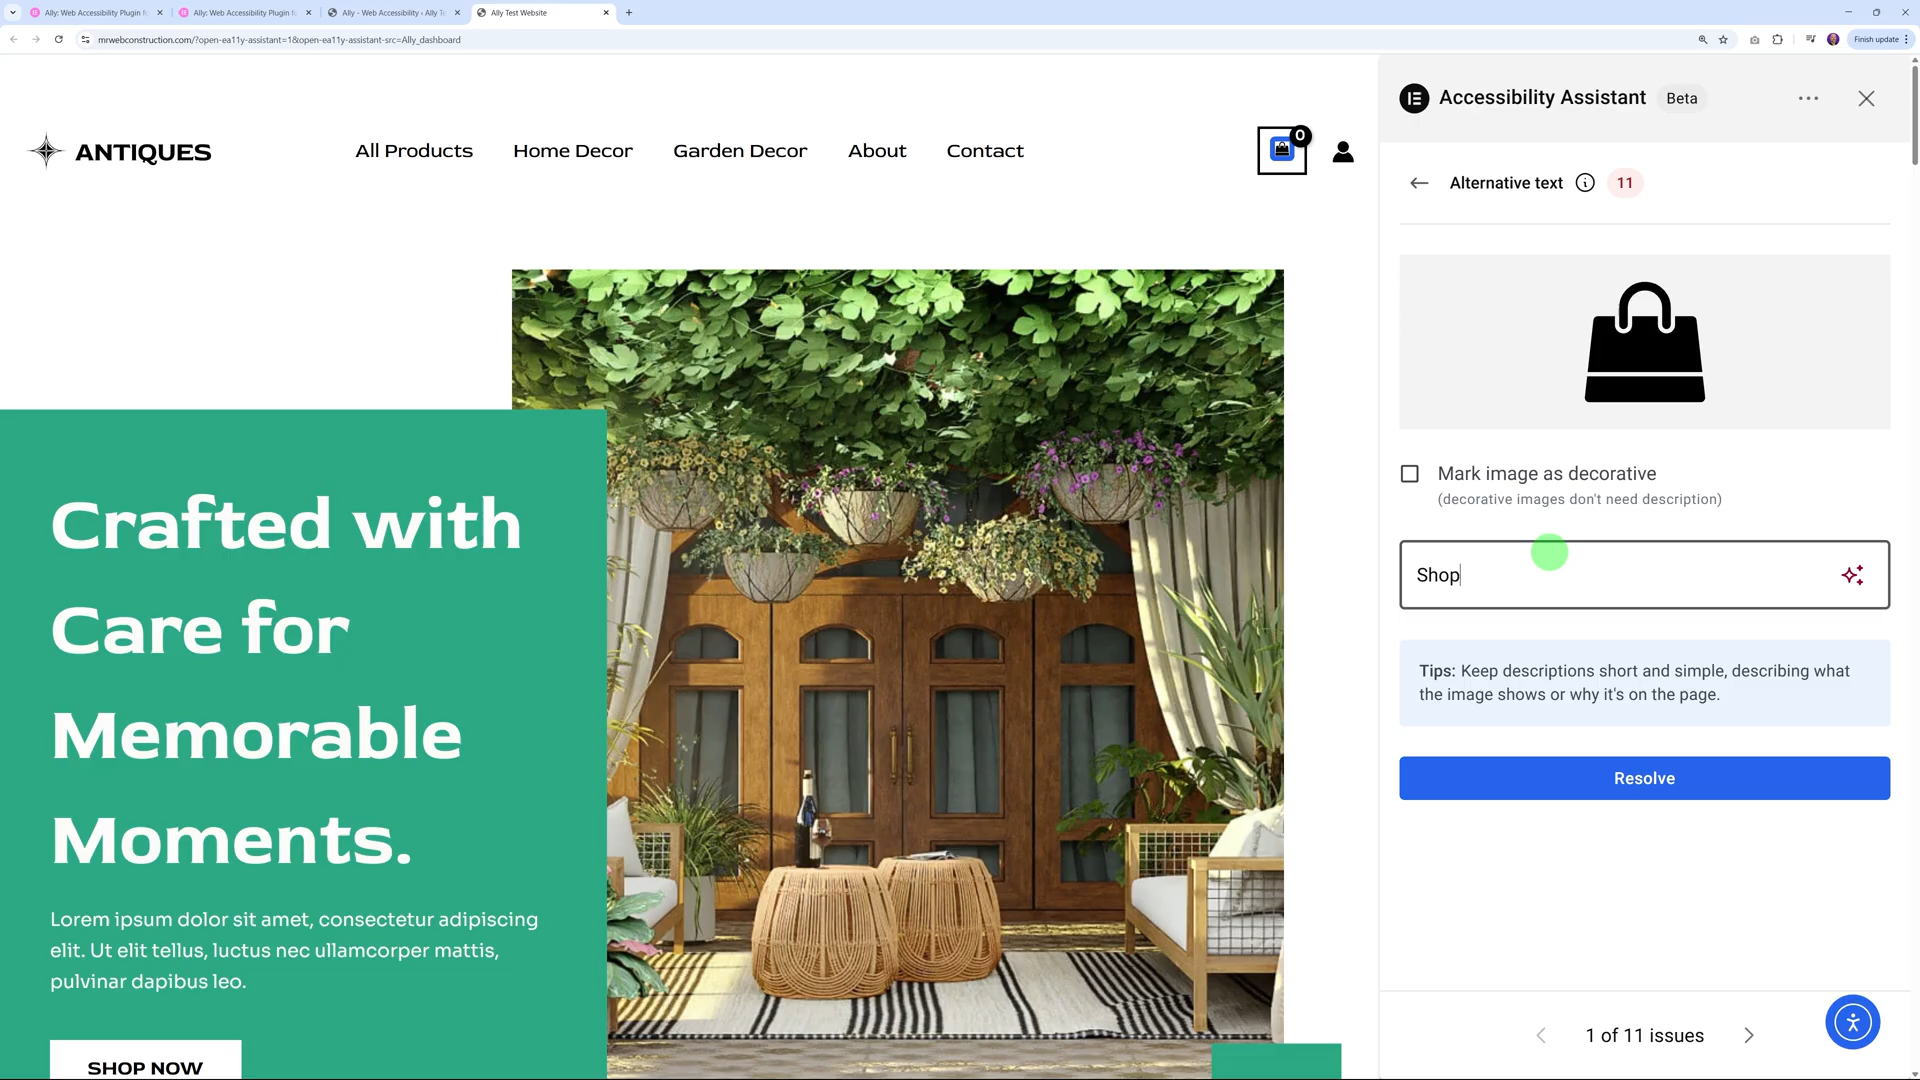 Ally: Web Accessibility Plugin fo
Ally: Web Accessibility Plugin fo
Ally - Web Accessibility ‹ Ally Te
Ally Test Website
mrwebconstruction.com/?open-ea11y-assistant=1&open-ea11y-assistant-src=Ally_dashboard
Finish update
ANTIQUES
All Products
Home Decor
Garden Decor
About
Contact
0
Crafted with
Care for
Memorable
Moments.
Lorem ipsum dolor sit amet, consectetur adipiscing
elit. Ut elit tellus, luctus nec ullamcorper mattis,
pulvinar dapibus leo.
SHOP NOW
Accessibility Assistant
Beta
Alternative text
11
Mark image as decorative
(decorative images don't need description)
Shop
Tips: Keep descriptions short and simple, describing what
the image shows or why it's on the page.
Resolve
1 of 11 issues